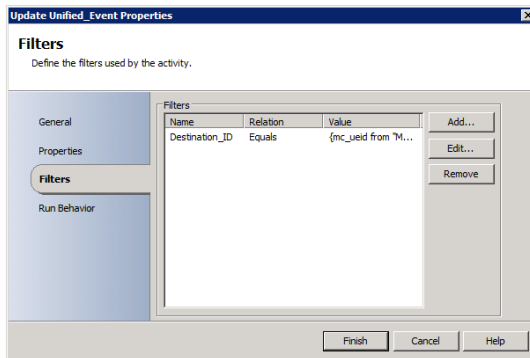 Update Unified_Event Properties
Filters
Define the filters used by the activity.
General
Properties
Filters
Run Behavior
Filters
Name Relation Value
Destination_ID Equals {mc_ueid from "M...
Add...
Edit...
Remove
Finish Cancel Help